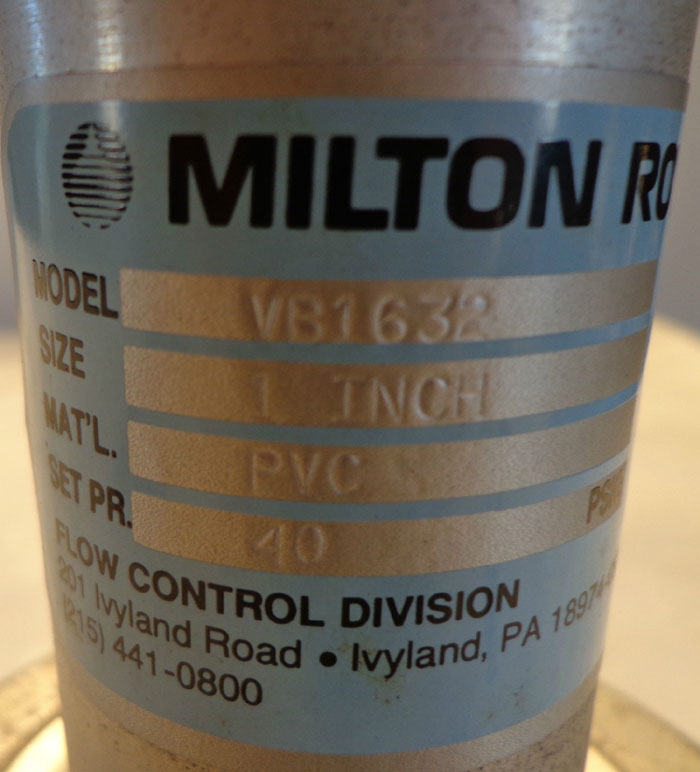 MILTON RO
MODEL VB1632
SIZE 1 INCH
MAT'L. PVC
SET PR. 40
FLOW CONTROL DIVISION
201 Ivyland Road • Ivyland, PA 18974
(215) 441-0800